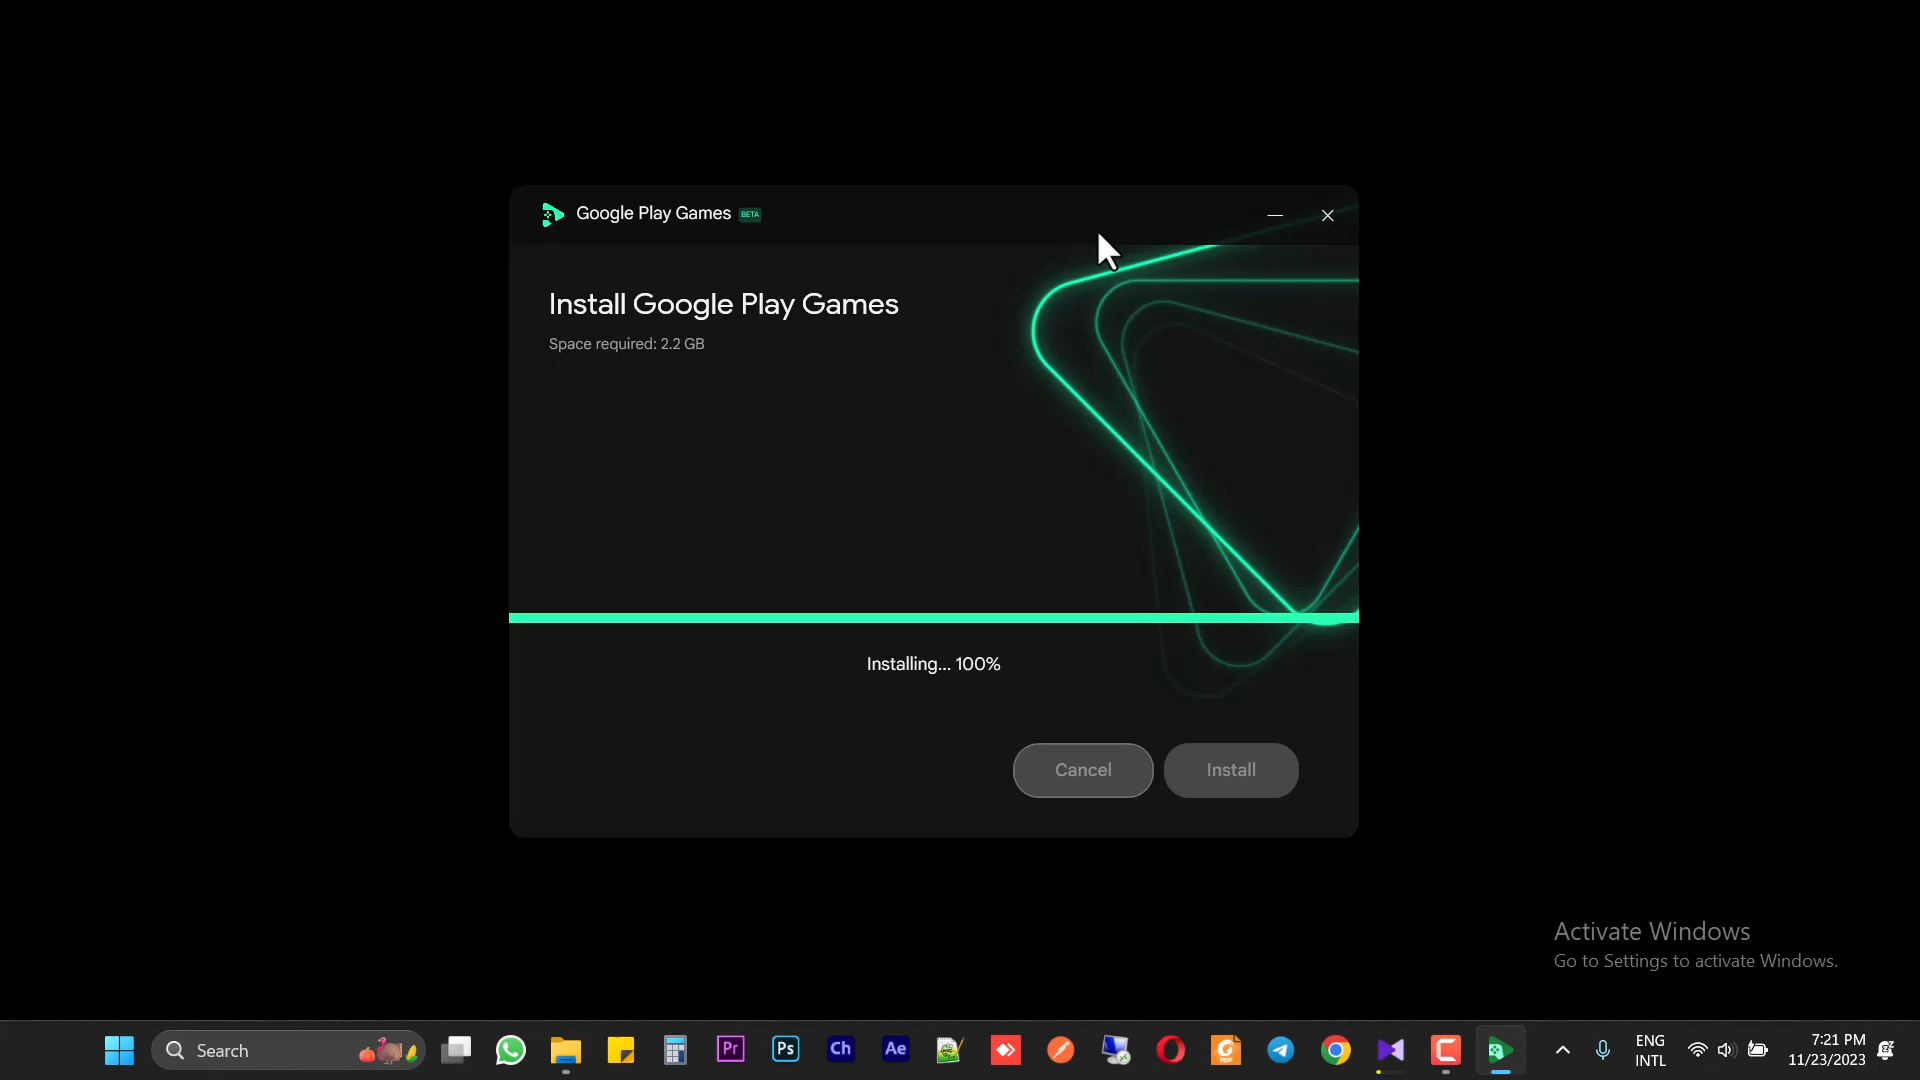 Google Play Games BETA
Install Google Play Games
Space required: 2.2 GB
Installing... 100%
Cancel
Install
Activate Windows
Go to Settings to activate Windows.
Search
Pr
Ps
Ch
Ae
PDF
ENG
INTL
7:21 PM
11/23/2023